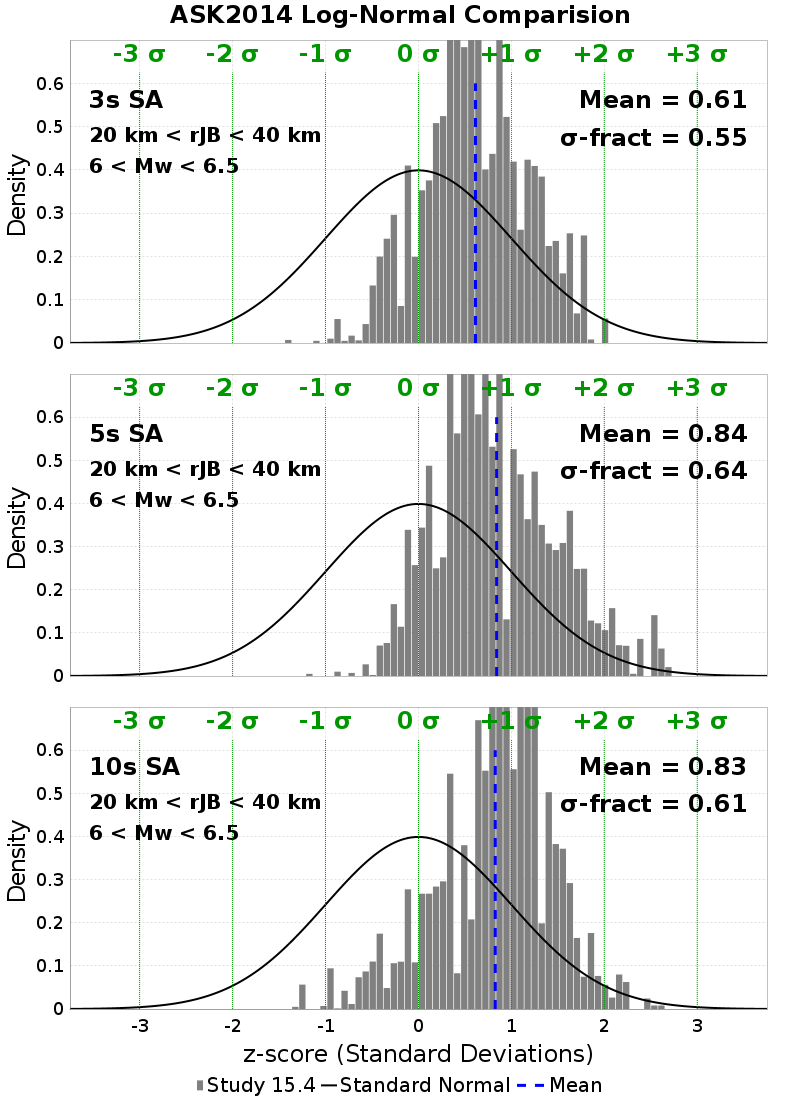 ASK2014 Log-Normal Comparision
-3 σ -2 σ -1 σ 0 σ +1 σ +2 σ +3 σ
3s SA
Mean = 0.61
20 km < rJB < 40 km
σ-fract = 0.55
6 < Mw < 6.5
Density
0.6
0.5
0.4
0.3
0.2
0.1
0
-3 σ -2 σ -1 σ 0 σ +1 σ +2 σ +3 σ
5s SA
Mean = 0.84
20 km < rJB < 40 km
σ-fract = 0.64
6 < Mw < 6.5
Density
0.6
0.5
0.4
0.3
0.2
0.1
0
-3 σ -2 σ -1 σ 0 σ +1 σ +2 σ +3 σ
10s SA
Mean = 0.83
20 km < rJB < 40 km
σ-fract = 0.61
6 < Mw < 6.5
Density
0.6
0.5
0.4
0.3
0.2
0.1
0
-3 -2 -1 0 1 2 3
z-score (Standard Deviations)
Study 15.4 Standard Normal Mean